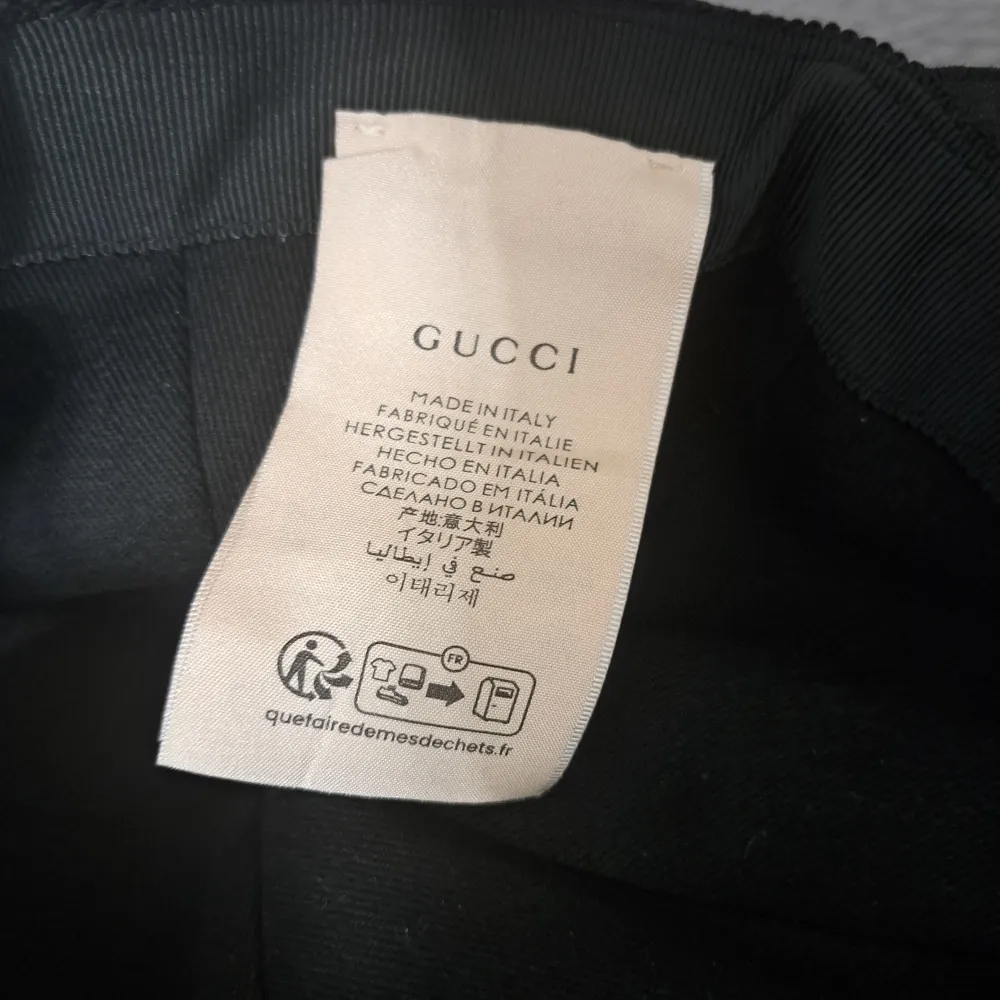 GUCCI
MADE IN ITALY
FABRIQUÉ EN ITALIE
HERGESTELLT IN ITALIEN
HECHO EN ITALIA
FABRICADO EM ITÁLIA
СДЕЛАНО В ИТАЛИИ
产地:意大利
イタリア製
صنع في إيطاليا
이태리제
FR
quefairedemesdechets.fr